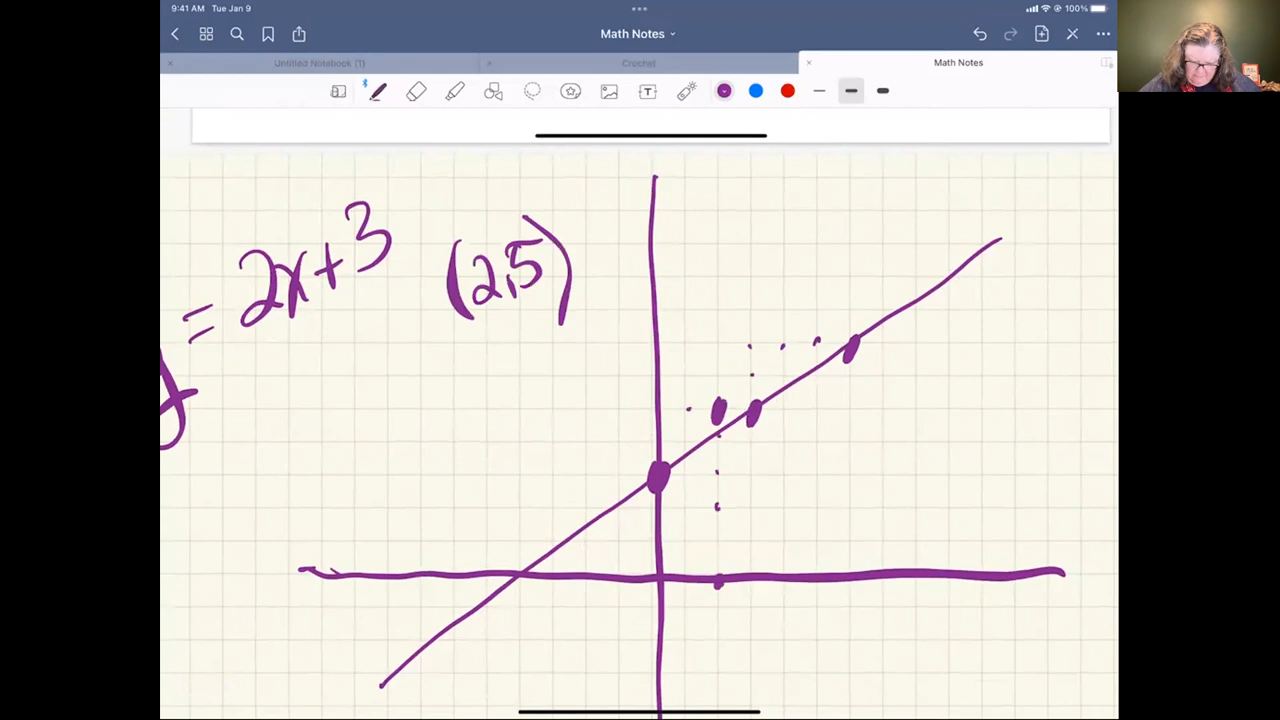 9:41 AM Tue Jan 9
100%
Math Notes
Untitled Notebook (1)
Crochet
Math Notes
T
y = 2x+3 (2,5)